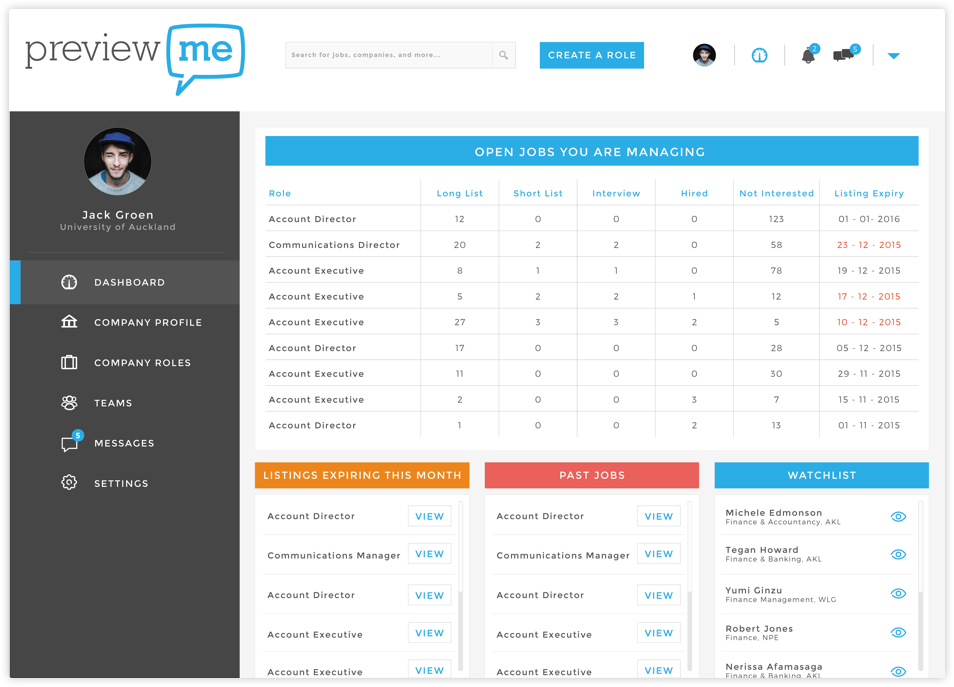 preview me
Search for jobs, companies, and more...
CREATE A ROLE
2
5
Jack Groen
University of Auckland
DASHBOARD
COMPANY PROFILE
COMPANY ROLES
TEAMS
5
MESSAGES
SETTINGS
OPEN JOBS YOU ARE MANAGING
Role Long List Short List Interview Hired Not Interested Listing Expiry
Account Director 12 0 0 0 123 01 - 01- 2016
Communications Director 20 2 2 0 58 23 - 12 - 2015
Account Executive 8 1 1 0 78 19 - 12 - 2015
Account Executive 5 2 2 1 12 17 - 12 - 2015
Account Executive 27 3 3 2 5 10 - 12 - 2015
Account Director 17 0 0 0 28 05 - 12 - 2015
Account Executive 11 0 0 0 30 29 - 11 - 2015
Account Executive 2 0 0 3 7 15 - 11 - 2015
Account Director 1 0 0 2 13 01 - 11 - 2015
LISTINGS EXPIRING THIS MONTH
Account Director VIEW
Communications Manager VIEW
Account Director VIEW
Account Executive VIEW
Account Executive VIEW
PAST JOBS
Account Director VIEW
Communications Manager VIEW
Account Director VIEW
Account Executive VIEW
Account Executive VIEW
WATCHLIST
Michele Edmonson
Finance & Accountancy, AKL
Tegan Howard
Finance & Banking, AKL
Yumi Ginzu
Finance Management, WLG
Robert Jones
Finance, NPE
Nerissa Afamasaga
Finance & Banking, AKL